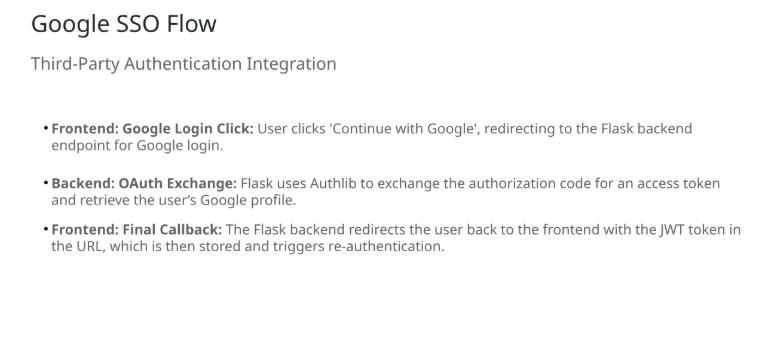 Google SSO Flow
Third-Party Authentication Integration
• Frontend: Google Login Click: User clicks 'Continue with Google', redirecting to the Flask backend
endpoint for Google login.
• Backend: OAuth Exchange: Flask uses Authlib to exchange the authorization code for an access token
and retrieve the user’s Google profile.
• Frontend: Final Callback: The Flask backend redirects the user back to the frontend with the JWT token in
the URL, which is then stored and triggers re-authentication.